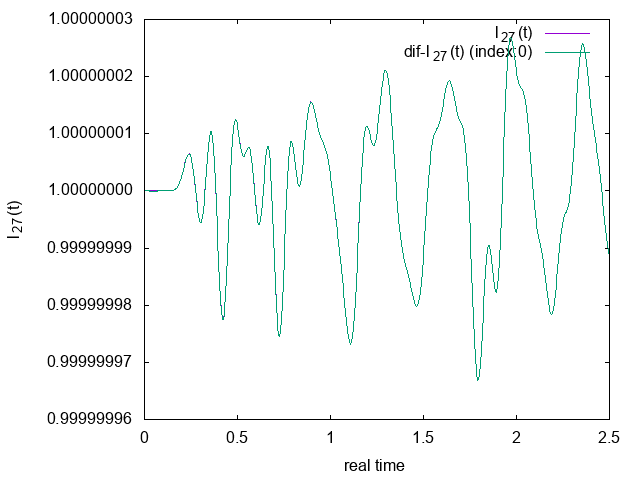 1.00000003
1.00000002
1.00000001
1.00000000
0.99999999
0.99999998
0.99999997
0.99999996
0 0.5 1 1.5 2 2.5
real time
I27(t)
I27(t)
dif-I27(t) (index 0)